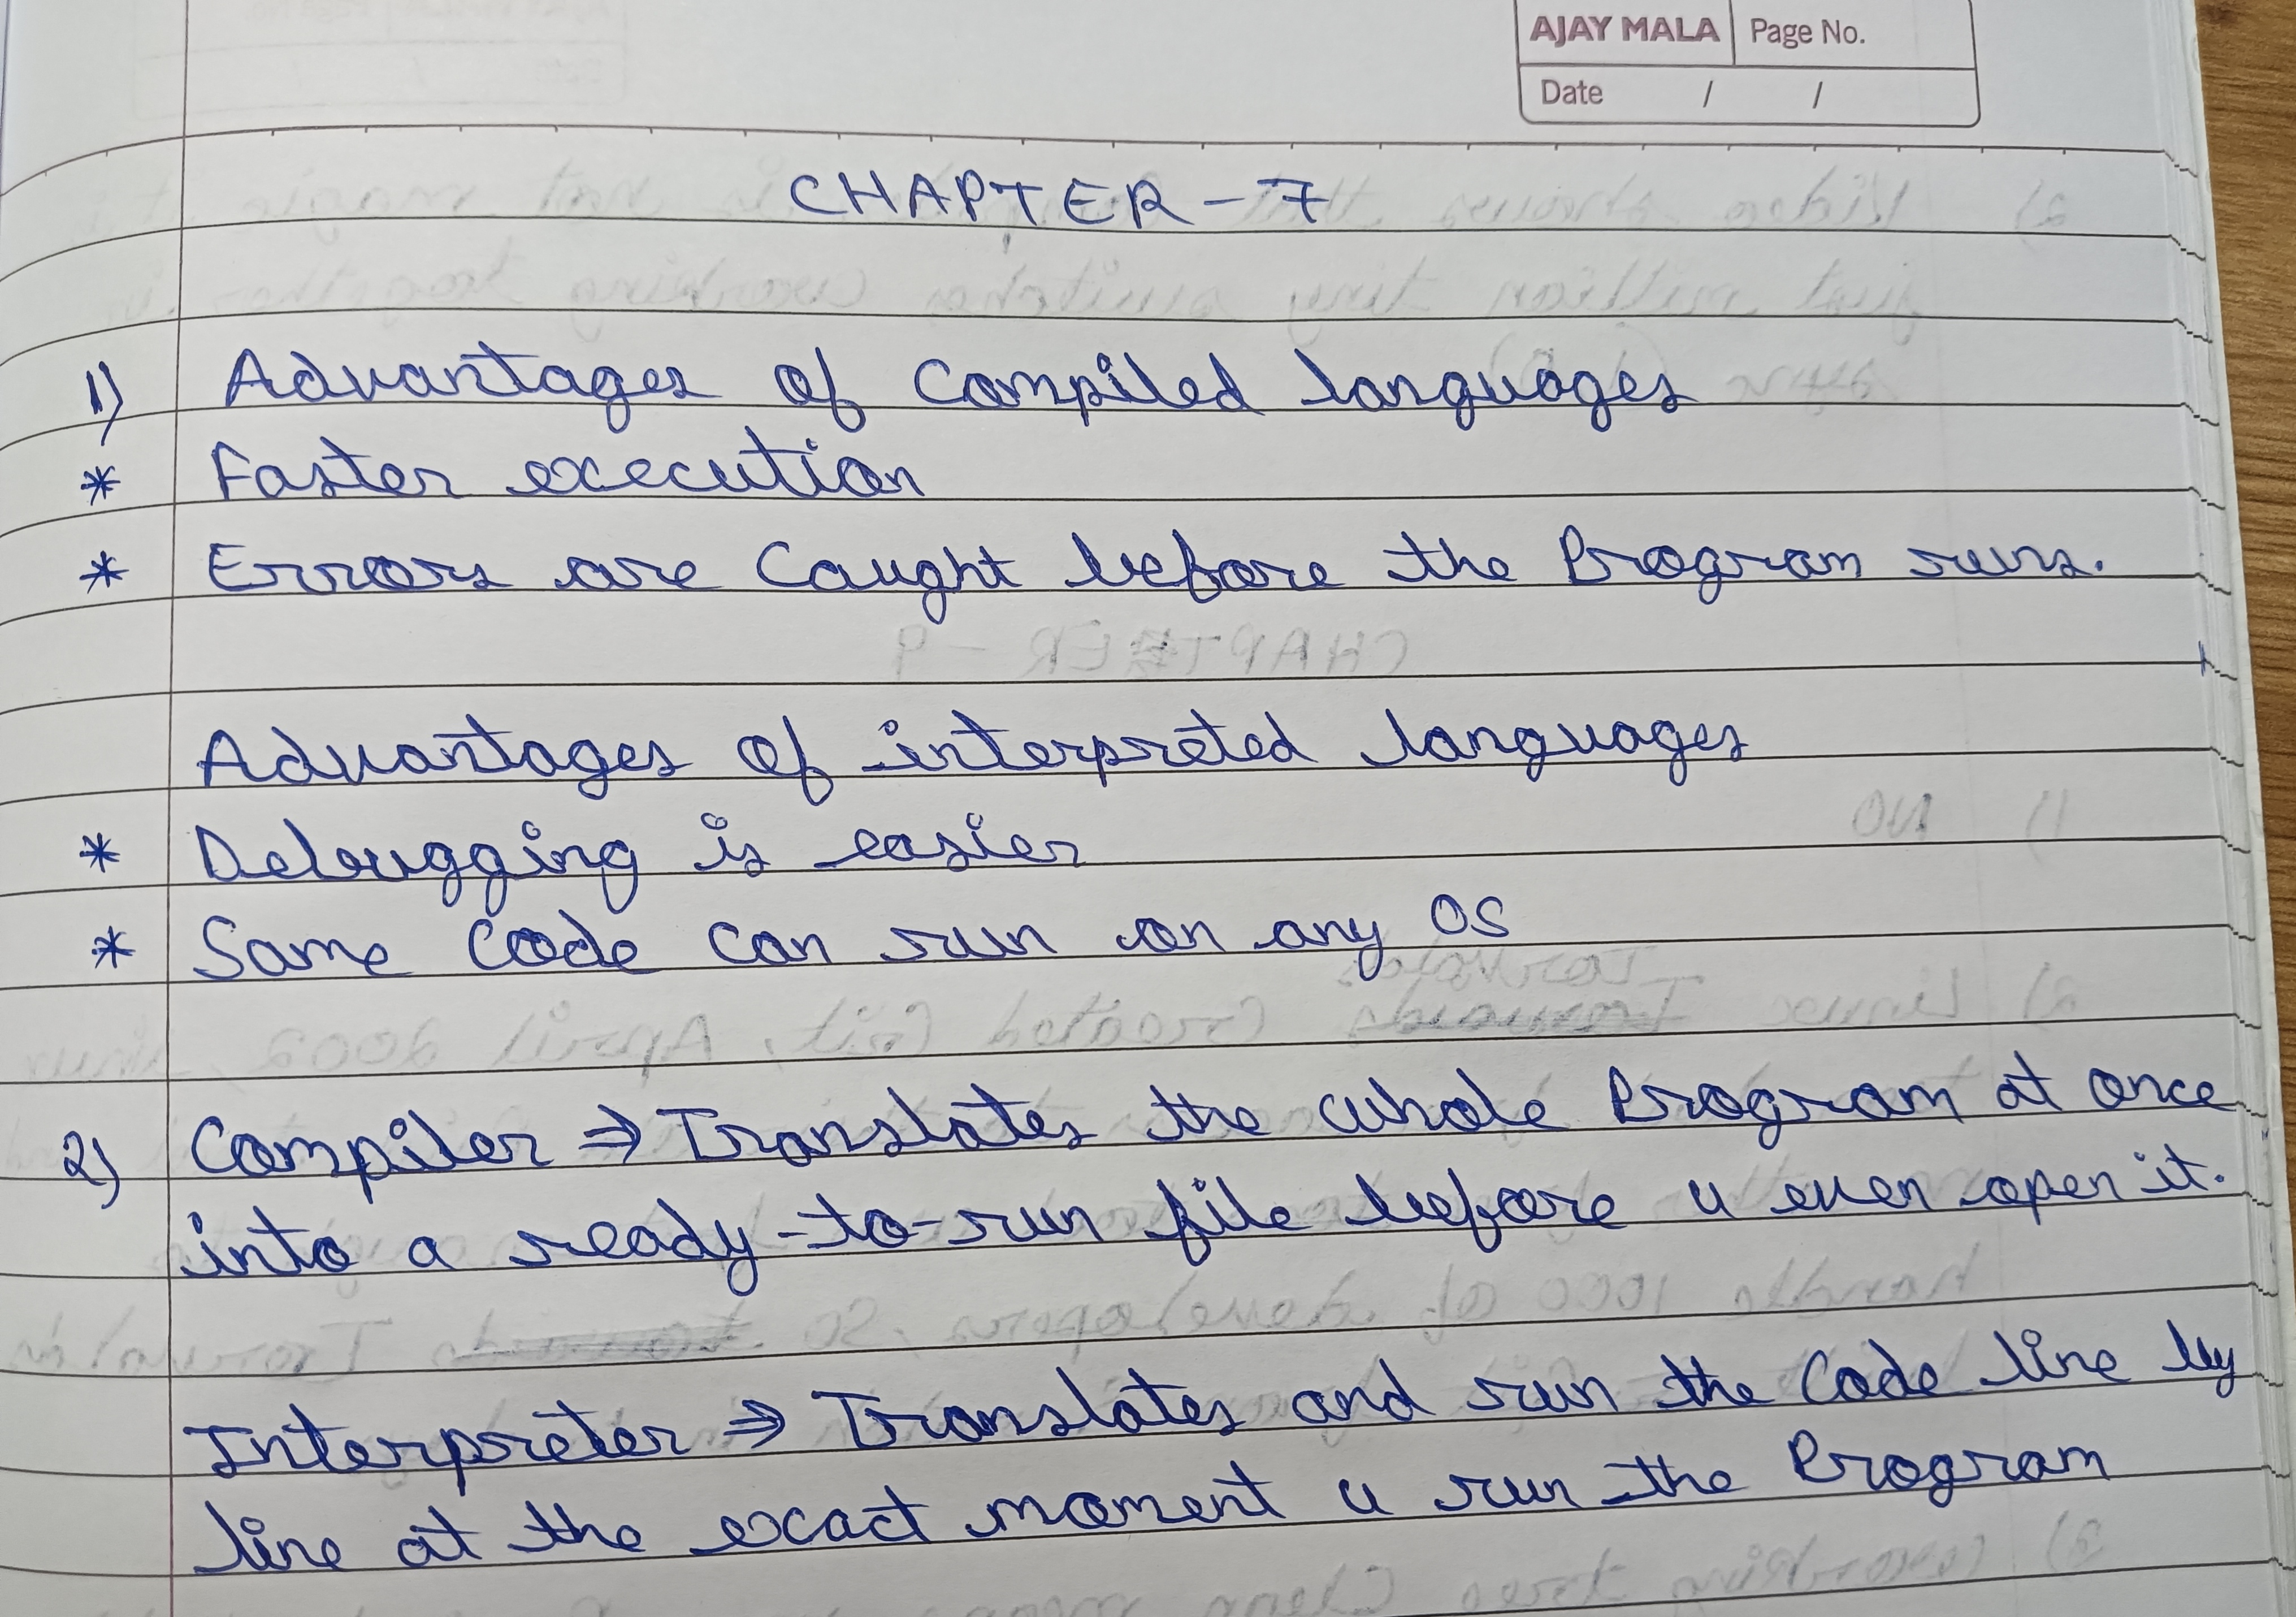 AJAY MALA Page No.
Date / /
CHAPTER - 7
1) Advantages of Compiled languages
* Faster execution
* Errors are Caught before the Program runs.
Advantages of interpreted languages
* Debugging is easier
* Same Code Can run on any OS
2) Compiler ⇒ Translates the whole Program at once
into a ready-to-run file before u even open it.
Interpreter ⇒ Translates and run the Code line by
line at the exact moment u run the Program